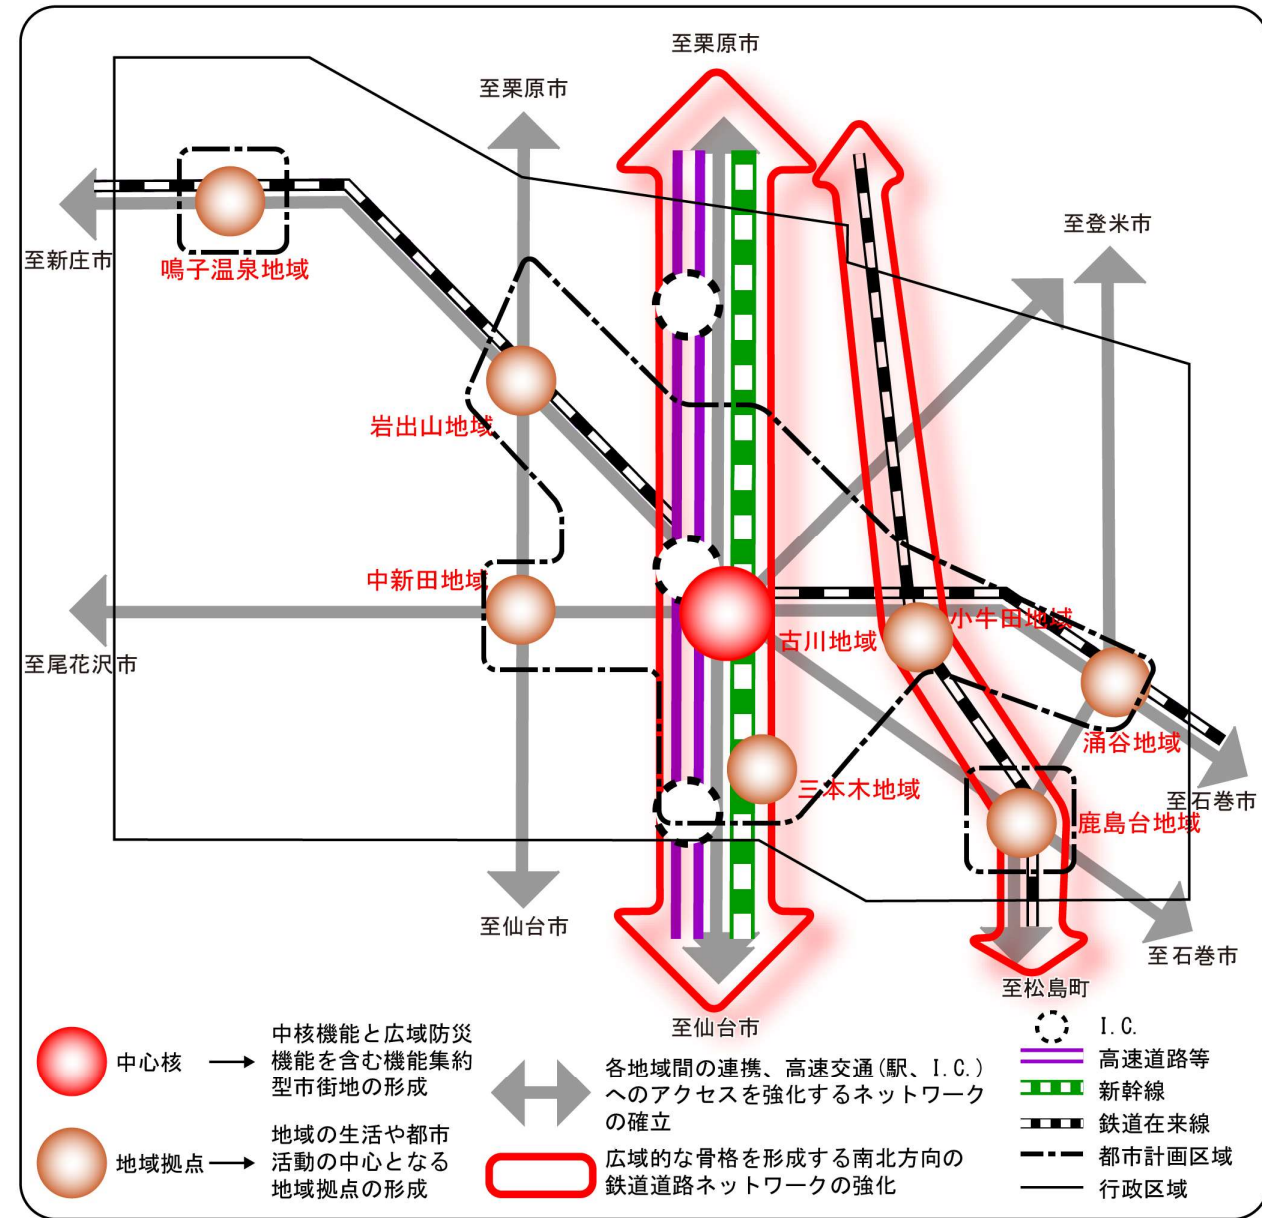 至栗原市
至栗原市
至登米市
至新庄市
鳴子温泉地域
岩出山地域
中新田地域
小牛田地域
古川地域
至尾花沢市
涌谷地域
三本木地域
至石巻市
鹿島台地域
至仙台市
至石巻市
至松島町
至仙台市
中心核
中核機能と広域防災
機能を含む機能集約
型市街地の形成
地域拠点
地域の生活や都市
活動の中心となる
地域拠点の形成
各地域間の連携、高速交通(駅、I.C.)
へのアクセスを強化するネットワーク
の確立
広域的な骨格を形成する南北方向の
鉄道道路ネットワークの強化
I.C.
高速道路等
新幹線
鉄道在来線
都市計画区域
行政区域